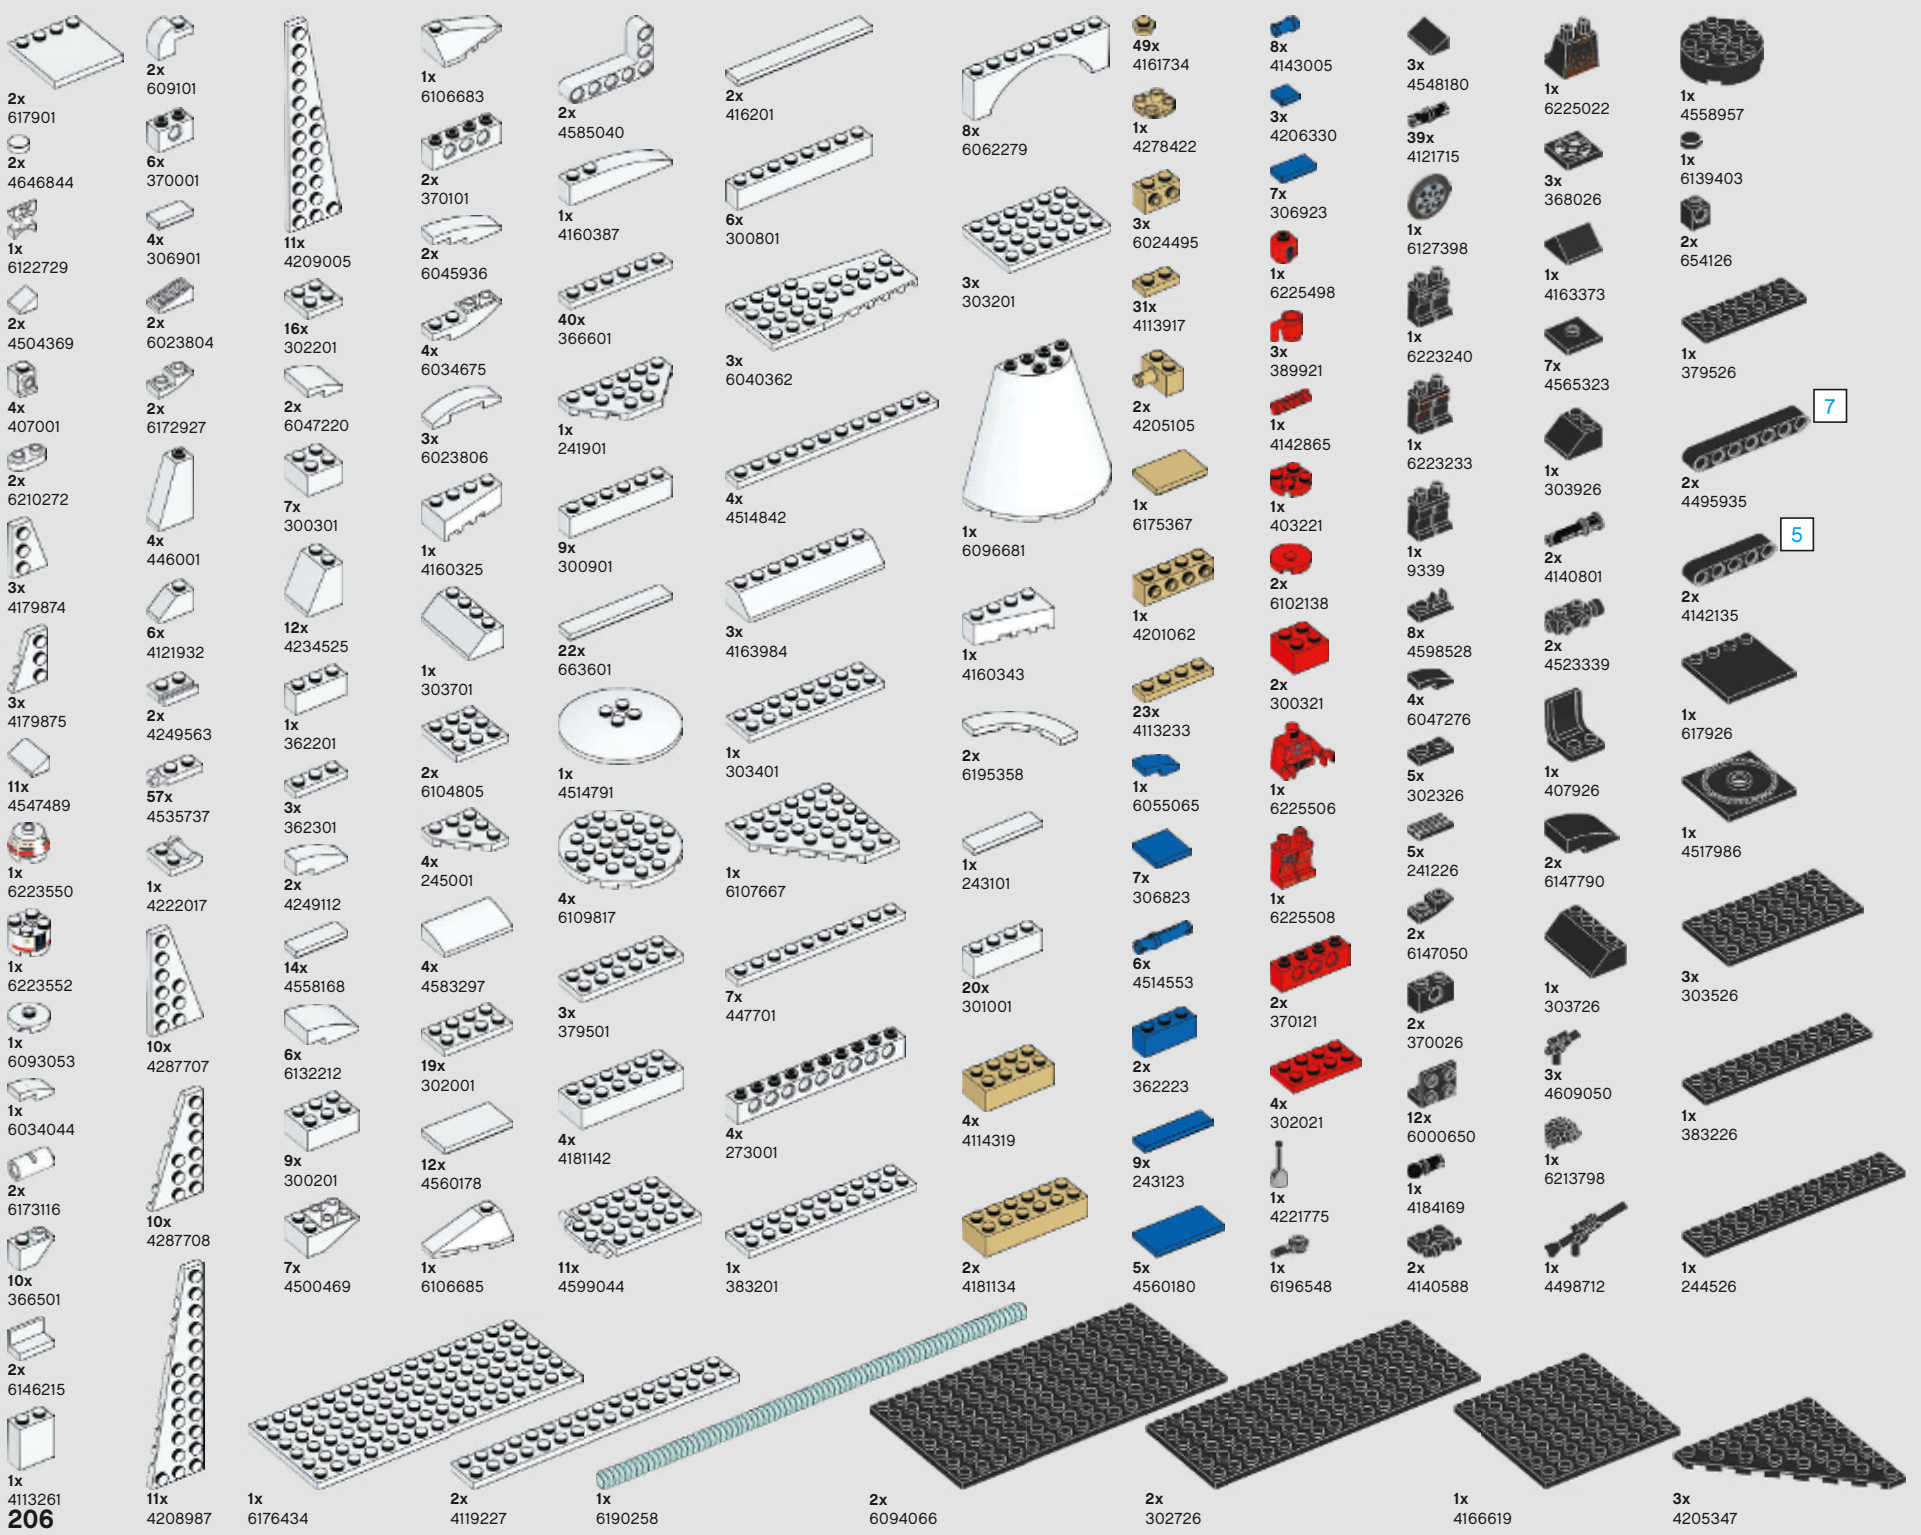 2x
617901
2x
4646844
1x
6122729
2x
4504369
4x
407001
2x
6210272
3x
4179874
3x
4179875
11x
4547489
1x
6223550
1x
6223552
1x
6093053
1x
6034044
2x
6173116
10x
366501
2x
6146215
1x
4113261
206
2x
609101
6x
370001
4x
306901
2x
6023804
2x
6172927
4x
446001
6x
4121932
2x
4249563
57x
4535737
1x
4222017
10x
4287707
10x
4287708
11x
4208987
11x
4209005
16x
302201
2x
6047220
7x
300301
12x
4234525
1x
362201
3x
362301
2x
4249112
14x
4558168
6x
6132212
9x
300201
7x
4500469
1x
6176434
1x
6106683
2x
370101
2x
6045936
4x
6034675
3x
6023806
1x
4160325
1x
303701
2x
6104805
4x
245001
4x
4583297
19x
302001
12x
4560178
1x
6106685
2x
4119227
2x
4585040
1x
4160387
40x
366601
1x
241901
9x
300901
22x
663601
1x
4514791
4x
6109817
3x
379501
4x
4181142
11x
4599044
1x
6190258
2x
416201
6x
300801
3x
6040362
4x
4514842
3x
4163984
1x
303401
1x
6107667
7x
447701
4x
273001
1x
383201
8x
6062279
3x
303201
1x
6096681
1x
4160343
2x
6195358
1x
243101
20x
301001
4x
4114319
2x
4181134
2x
6094066
49x
4161734
1x
4278422
3x
6024495
31x
4113917
2x
4205105
1x
6175367
1x
4201062
23x
4113233
1x
6055065
7x
306823
6x
4514553
2x
362223
9x
243123
5x
4560180
2x
302726
8x
4143005
3x
4206330
7x
306923
1x
6225498
3x
389921
1x
4142865
1x
403221
2x
6102138
2x
300321
1x
6225506
1x
6225508
2x
370121
4x
302021
1x
4221775
1x
6196548
3x
4548180
39x
4121715
1x
6127398
1x
6223240
1x
6223233
1x
9339
8x
4598528
4x
6047276
5x
302326
5x
241226
2x
6147050
2x
370026
12x
6000650
1x
4184169
2x
4140588
1x
4166619
1x
6225022
3x
368026
1x
4163373
7x
4565323
1x
303926
2x
4140801
2x
4523339
1x
407926
2x
6147790
1x
303726
3x
4609050
1x
6213798
1x
4498712
1x
4558957
1x
6139403
2x
654126
1x
379526
7
2x
4495935
5
2x
4142135
1x
617926
1x
4517986
3x
303526
1x
383226
1x
244526
3x
4205347